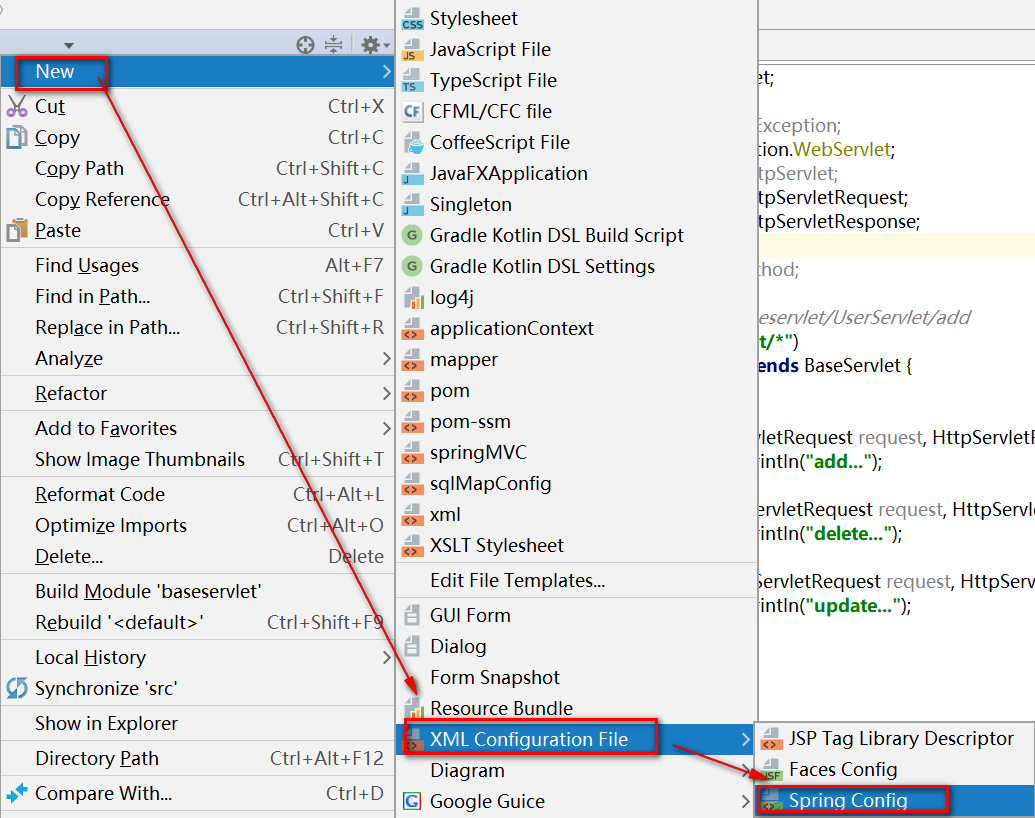 New
Cut Ctrl+X
Copy Ctrl+C
Copy Path Ctrl+Shift+C
Copy Reference Ctrl+Alt+Shift+C
Paste Ctrl+V
Find Usages Alt+F7
Find in Path... Ctrl+Shift+F
Replace in Path... Ctrl+Shift+R
Analyze
Refactor
Add to Favorites
Show Image Thumbnails Ctrl+Shift+T
Reformat Code Ctrl+Alt+L
Optimize Imports Ctrl+Alt+O
Delete... Delete
Build Module 'baseservlet'
Rebuild '<default>' Ctrl+Shift+F9
Local History
Synchronize 'src'
Show in Explorer
Directory Path Ctrl+Alt+F12
Compare With... Ctrl+D
CSS Stylesheet
JS JavaScript File
TS TypeScript File
CF CFML/CFC file
CoffeeScript File
J JavaFXApplication
J Singleton
G Gradle Kotlin DSL Build Script
G Gradle Kotlin DSL Settings
log4j
applicationContext
mapper
pom
pom-ssm
springMVC
sqlMapConfig
xml
XSLT Stylesheet
Edit File Templates...
GUI Form
Dialog
Form Snapshot
Resource Bundle
XML Configuration File
Diagram
G Google Guice
JSP Tag Library Descriptor
JSF Faces Config
Spring Config
et;
Exception;
tion.WebServlet;
tpServlet;
tpServletRequest;
tpServletResponse;
thod;
eservlet/UserServlet/add
t/*")
ends BaseServlet {
vletRequest request, HttpServletR
rintln("add...");
ervletRequest request, HttpSer
rintln("delete...");
ServletRequest request, HttpServ
rintln("update...");